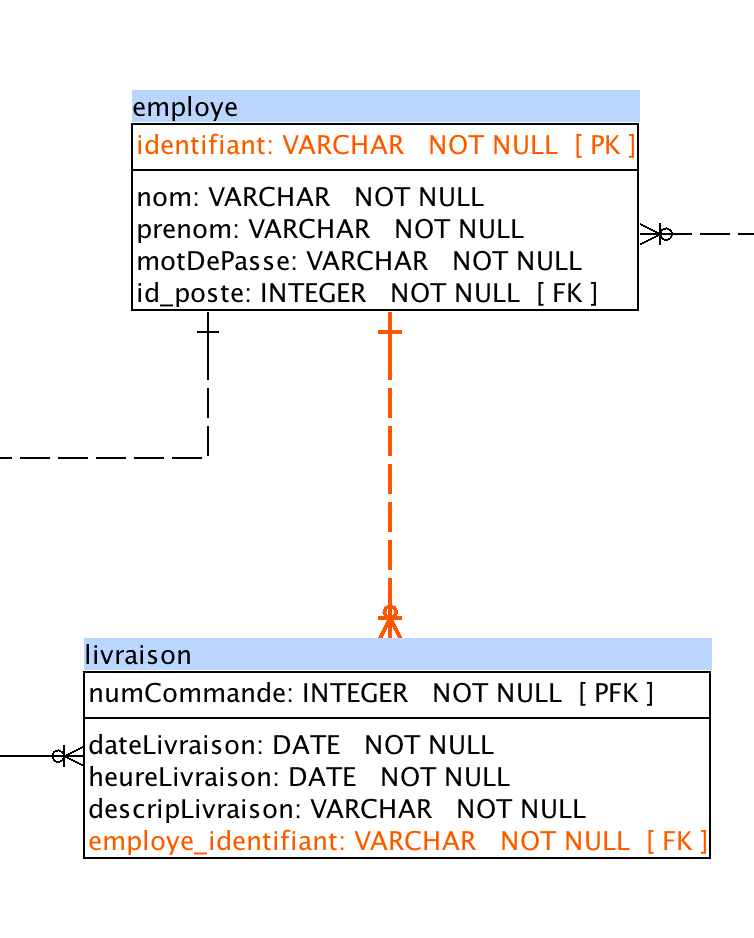 employe
identifiant: VARCHAR NOT NULL [ PK ]
nom: VARCHAR NOT NULL
prenom: VARCHAR NOT NULL
motDePasse: VARCHAR NOT NULL
id_poste: INTEGER NOT NULL [ FK ]
livraison
numCommande: INTEGER NOT NULL [ PFK ]
dateLivraison: DATE NOT NULL
heureLivraison: DATE NOT NULL
descripLivraison: VARCHAR NOT NULL
employe_identifiant: VARCHAR NOT NULL [ FK ]